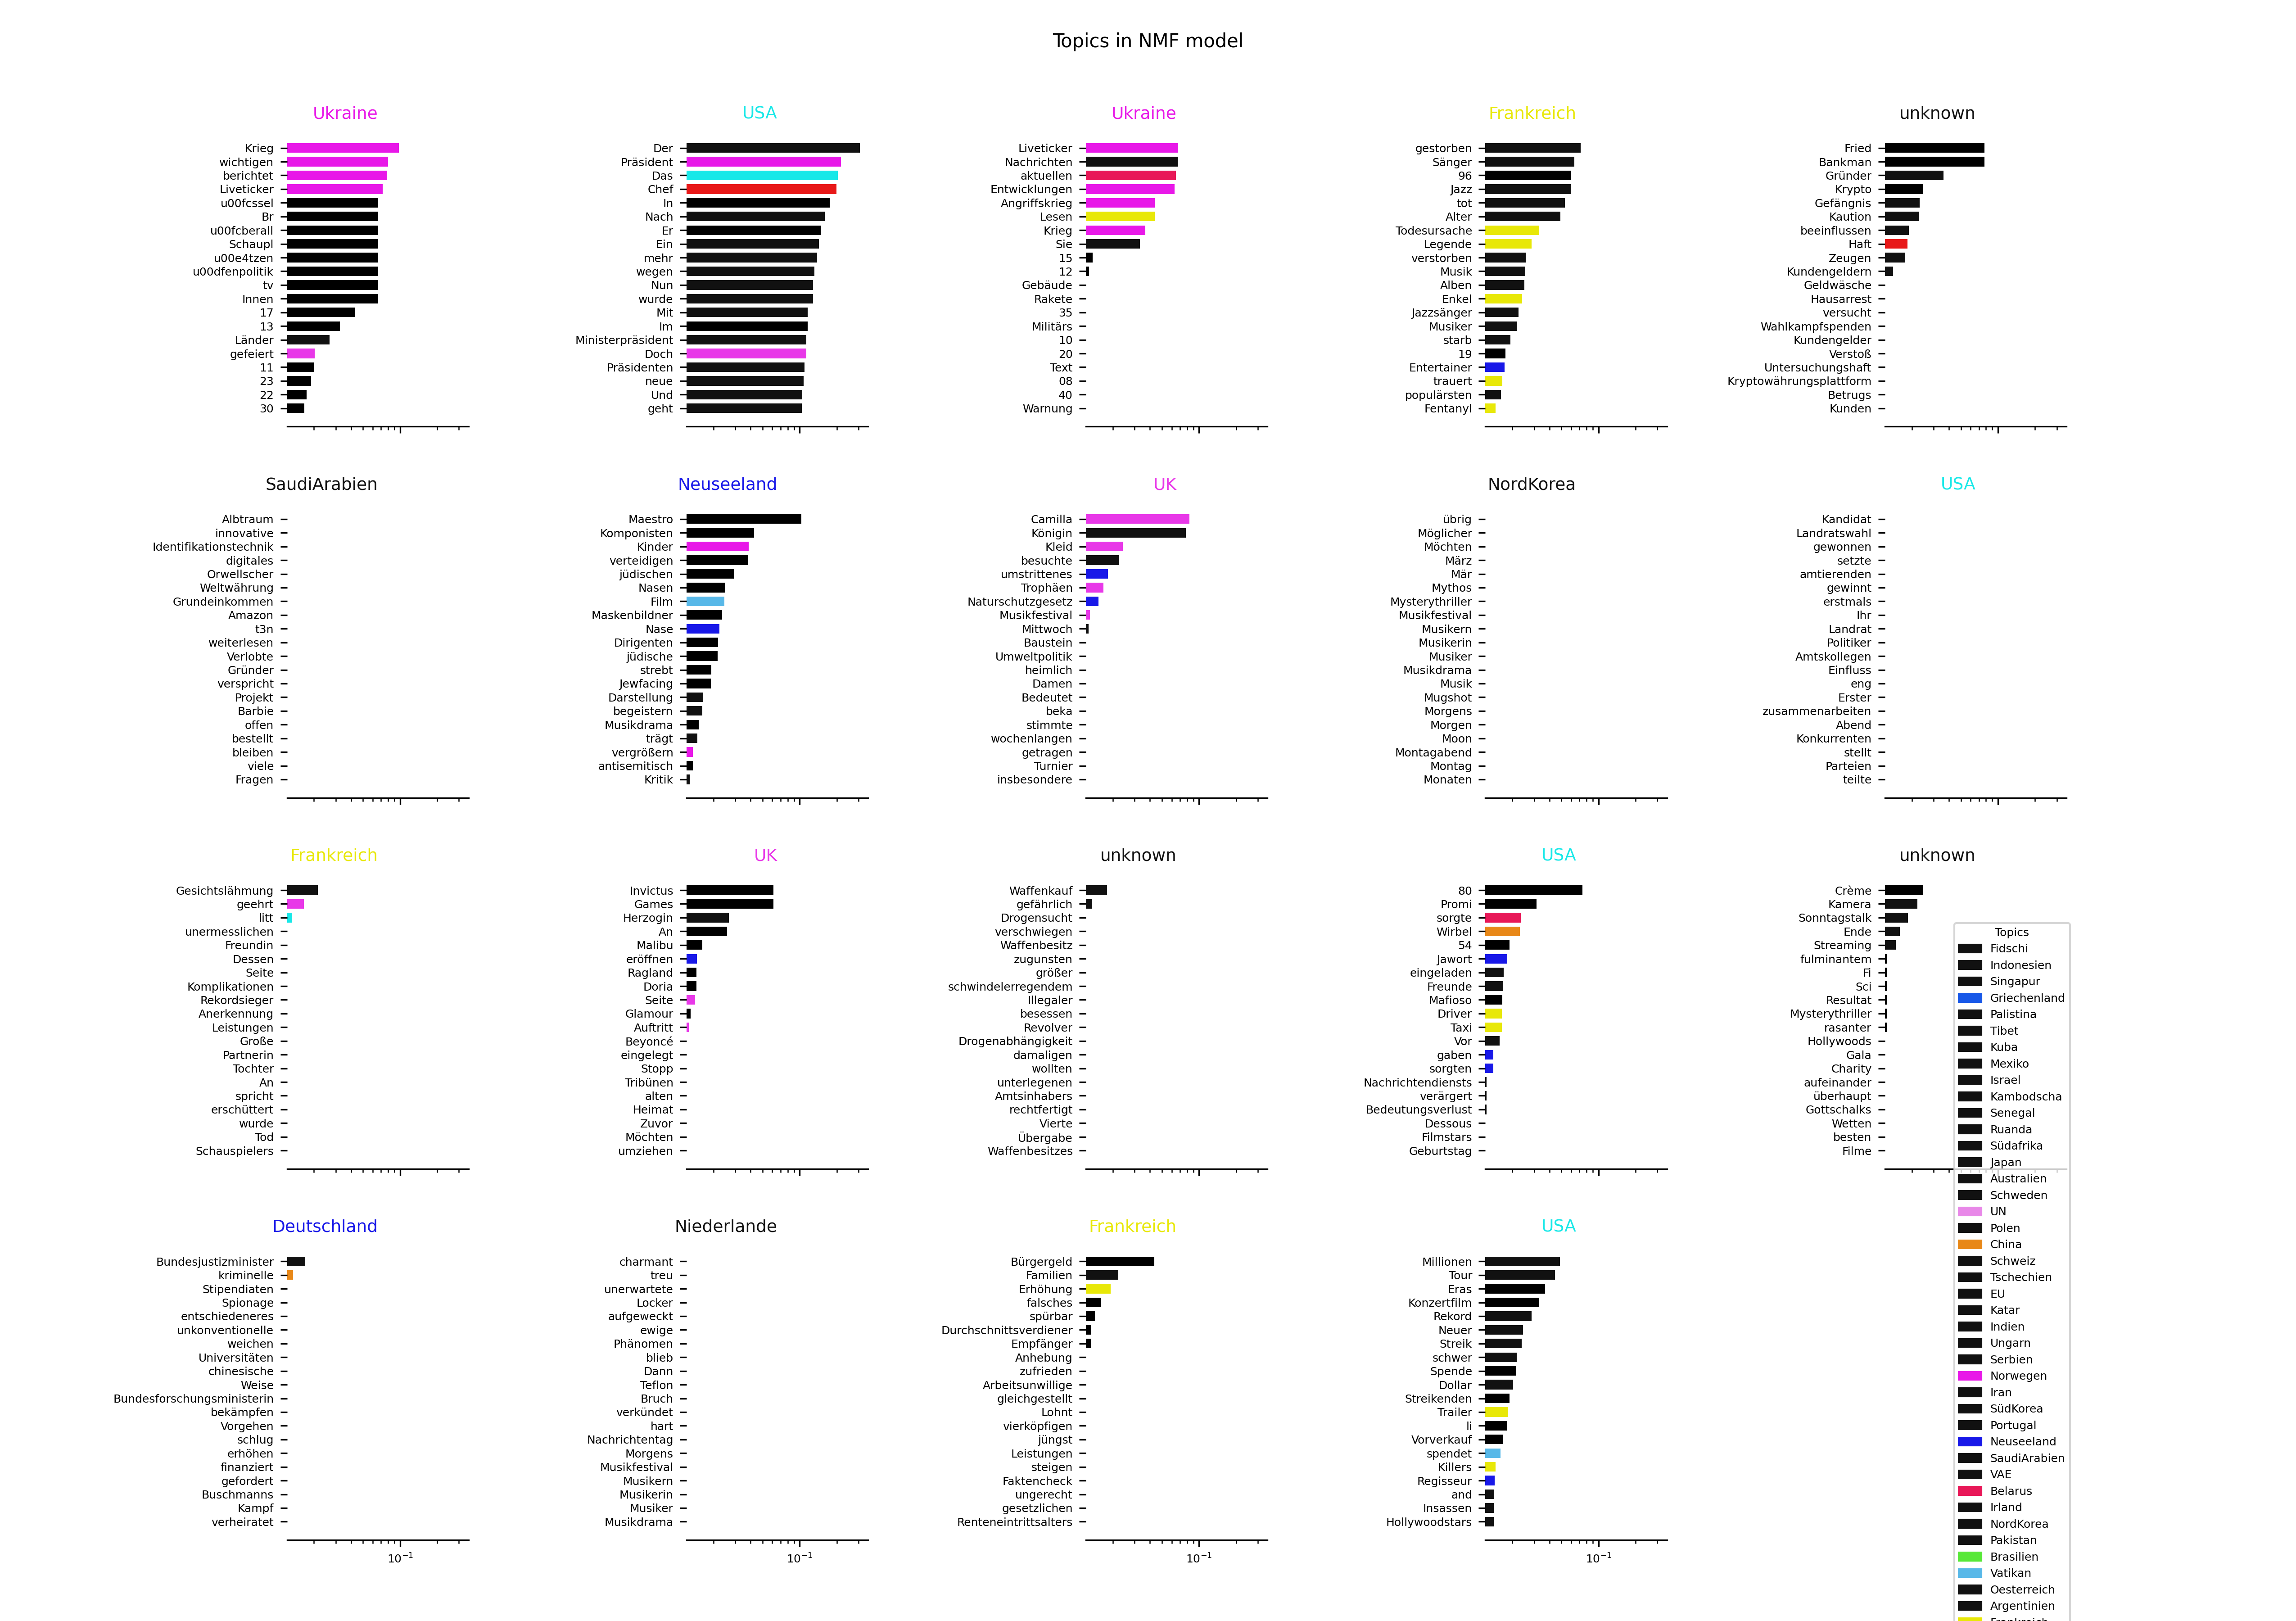 Topics in NMF model
Ukraine
Krieg
wichtigen
berichtet
Liveticker
u00fcssel
Br
u00fcberall
Schaupl
u00e4tzen
u00dfenpolitik
tv
Innen
17
13
Länder
gefeiert
11
23
22
30
USA
Der
Präsident
Das
Chef
In
Nach
Er
Ein
mehr
wegen
Nun
wurde
Mit
Im
Ministerpräsident
Doch
Präsidenten
neue
Und
geht
Ukraine
Liveticker
Nachrichten
aktuellen
Entwicklungen
Angriffskrieg
Lesen
Krieg
Sie
15
12
Gebäude
Rakete
35
Militärs
10
20
Text
08
40
Warnung
Frankreich
gestorben
Sänger
96
Jazz
tot
Alter
Todesursache
Legende
verstorben
Musik
Alben
Enkel
Jazzsänger
Musiker
starb
19
Entertainer
trauert
populärsten
Fentanyl
unknown
Fried
Bankman
Gründer
Krypto
Gefängnis
Kaution
beeinflussen
Haft
Zeugen
Kundengeldern
Geldwäsche
Hausarrest
versucht
Wahlkampfspenden
Kundengelder
Verstoß
Untersuchungshaft
Kryptowährungsplattform
Betrugs
Kunden
SaudiArabien
Albtraum
innovative
Identifikationstechnik
digitales
Orwellscher
Weltwährung
Grundeinkommen
Amazon
t3n
weiterlesen
Verlobte
Gründer
verspricht
Projekt
Barbie
offen
bestellt
bleiben
viele
Fragen
Neuseeland
Maestro
Komponisten
Kinder
verteidigen
jüdischen
Nasen
Film
Maskenbildner
Nase
Dirigenten
jüdische
strebt
Jewfacing
Darstellung
begeistern
Musikdrama
trägt
vergrößern
antisemitisch
Kritik
UK
Camilla
Königin
Kleid
besuchte
umstrittenes
Trophäen
Naturschutzgesetz
Musikfestival
Mittwoch
Baustein
Umweltpolitik
heimlich
Damen
Bedeutet
beka
stimmte
wochenlangen
getragen
Turnier
insbesondere
NordKorea
übrig
Möglicher
Möchten
März
Mär
Mythos
Mysterythriller
Musikfestival
Musikern
Musikerin
Musiker
Musikdrama
Musik
Mugshot
Morgens
Morgen
Moon
Montagabend
Montag
Monaten
USA
Kandidat
Landratswahl
gewonnen
setzte
amtierenden
gewinnt
erstmals
Ihr
Landrat
Politiker
Amtskollegen
Einfluss
eng
Erster
zusammenarbeiten
Abend
Konkurrenten
stellt
Parteien
teilte
Frankreich
Gesichtslähmung
geehrt
litt
unermesslichen
Freundin
Dessen
Seite
Komplikationen
Rekordsieger
Anerkennung
Leistungen
Große
Partnerin
Tochter
An
spricht
erschüttert
wurde
Tod
Schauspielers
UK
Invictus
Games
Herzogin
An
Malibu
eröffnen
Ragland
Doria
Seite
Glamour
Auftritt
Beyoncé
eingelegt
Stopp
Tribünen
alten
Heimat
Zuvor
Möchten
umziehen
unknown
Waffenkauf
gefährlich
Drogensucht
verschwiegen
Waffenbesitz
zugunsten
größer
schwindelerregendem
Illegaler
besessen
Revolver
Drogenabhängigkeit
damaligen
wollten
unterlegenen
Amtsinhabers
rechtfertigt
Vierte
Übergabe
Waffenbesitzes
USA
80
Promi
sorgte
Wirbel
54
Jawort
eingeladen
Freunde
Mafioso
Driver
Taxi
Vor
gaben
sorgten
Nachrichtendiensts
verärgert
Bedeutungsverlust
Dessous
Filmstars
Geburtstag
unknown
Crème
Kamera
Sonntagstalk
Ende
Streaming
fulminantem
Fi
Sci
Resultat
Mysterythriller
rasanter
Hollywoods
Gala
Charity
aufeinander
überhaupt
Gottschalks
Wetten
besten
Filme
Deutschland
Bundesjustizminister
kriminelle
Stipendiaten
Spionage
entschiedeneres
unkonventionelle
weichen
Universitäten
chinesische
Weise
Bundesforschungsministerin
bekämpfen
Vorgehen
schlug
erhöhen
finanziert
gefordert
Buschmanns
Kampf
verheiratet
10⁻¹
Niederlande
charmant
treu
unerwartete
Locker
aufgeweckt
ewige
Phänomen
blieb
Dann
Teflon
Bruch
verkündet
hart
Nachrichtentag
Morgens
Musikfestival
Musikern
Musikerin
Musiker
Musikdrama
10⁻¹
Frankreich
Bürgergeld
Familien
Erhöhung
falsches
spürbar
Durchschnittsverdiener
Empfänger
Anhebung
zufrieden
Arbeitsunwillige
gleichgestellt
Lohnt
vierköpfigen
jüngst
Leistungen
steigen
Faktencheck
ungerecht
gesetzlichen
Renteneintrittsalters
10⁻¹
USA
Millionen
Tour
Eras
Konzertfilm
Rekord
Neuer
Streik
schwer
Spende
Dollar
Streikenden
Trailer
li
Vorverkauf
spendet
Killers
Regisseur
and
Insassen
Hollywoodstars
10⁻¹
Topics
Fidschi
Indonesien
Singapur
Griechenland
Palistina
Tibet
Kuba
Mexiko
Israel
Kambodscha
Senegal
Ruanda
Südafrika
Japan
Australien
Schweden
UN
Polen
China
Schweiz
Tschechien
EU
Katar
Indien
Ungarn
Serbien
Norwegen
Iran
SüdKorea
Portugal
Neuseeland
SaudiArabien
VAE
Belarus
Irland
NordKorea
Pakistan
Brasilien
Vatikan
Oesterreich
Argentinien
Frankreich